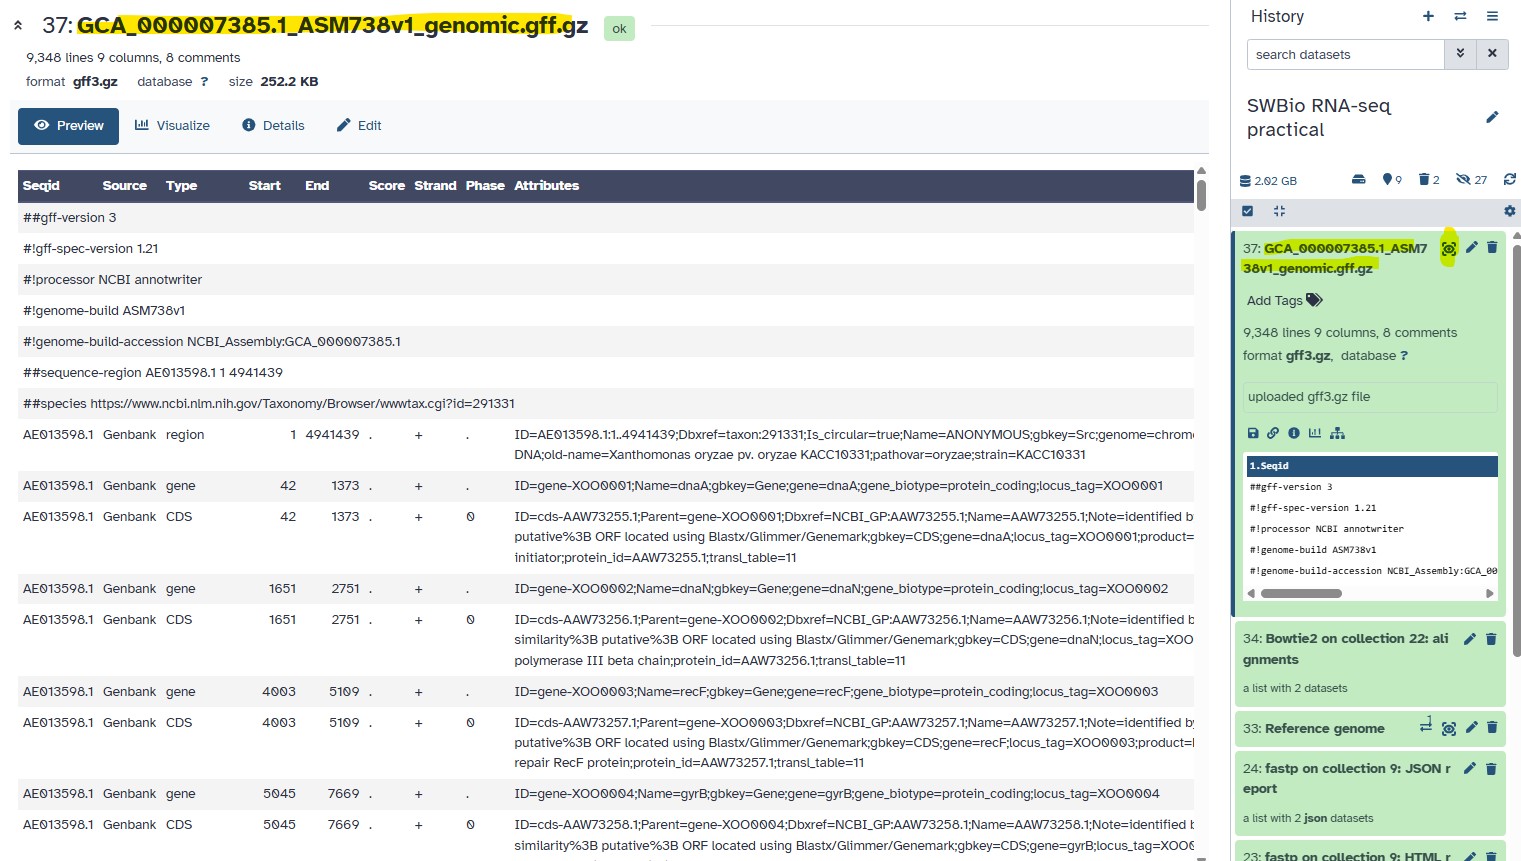 37: GCA_000007385.1_ASM738v1_genomic.gff.gz ok
9,348 lines 9 columns, 8 comments
format gff3.gz database ? size 252.2 KB
Preview Visualize Details Edit
Seqid Source Type Start End Score Strand Phase Attributes
##gff-version 3
#!gff-spec-version 1.21
#!processor NCBI annotwriter
#!genome-build ASM738v1
#!genome-build-accession NCBI_Assembly:GCA_000007385.1
##sequence-region AE013598.1 1 4941439
##species https://www.ncbi.nlm.nih.gov/Taxonomy/Browser/wwwtax.cgi?id=291331
AE013598.1 Genbank region 1 4941439 . + . ID=AE013598.1:1..4941439;Dbxref=taxon:291331;Is_circular=true;Name=ANONYMOUS;gbkey=Src;genome=chrom
DNA;old-name=Xanthomonas oryzae pv. oryzae KACC10331;pathovar=oryzae;strain=KACC10331
AE013598.1 Genbank gene 42 1373 . + . ID=gene-XOO0001;Name=dnaA;gbkey=Gene;gene=dnaA;gene_biotype=protein_coding;locus_tag=XOO0001
AE013598.1 Genbank CDS 42 1373 . + 0 ID=cds-AAW73255.1;Parent=gene-XOO0001;Dbxref=NCBI_GP:AAW73255.1;Name=AAW73255.1;Note=identified b
putative%3B ORF located using Blastx/Glimmer/Genemark;gbkey=CDS;gene=dnaA;locus_tag=XOO0001;product=
initiator;protein_id=AAW73255.1;transl_table=11
AE013598.1 Genbank gene 1651 2751 . + . ID=gene-XOO0002;Name=dnaN;gbkey=Gene;gene=dnaN;gene_biotype=protein_coding;locus_tag=XOO0002
AE013598.1 Genbank CDS 1651 2751 . + 0 ID=cds-AAW73256.1;Parent=gene-XOO0002;Dbxref=NCBI_GP:AAW73256.1;Name=AAW73256.1;Note=identified b
similarity%3B putative%3B ORF located using Blastx/Glimmer/Genemark;gbkey=CDS;gene=dnaN;locus_tag=XOO
polymerase III beta chain;protein_id=AAW73256.1;transl_table=11
AE013598.1 Genbank gene 4003 5109 . + . ID=gene-XOO0003;Name=recF;gbkey=Gene;gene=recF;gene_biotype=protein_coding;locus_tag=XOO0003
AE013598.1 Genbank CDS 4003 5109 . + 0 ID=cds-AAW73257.1;Parent=gene-XOO0003;Dbxref=NCBI_GP:AAW73257.1;Name=AAW73257.1;Note=identified by
putative%3B ORF located using Blastx/Glimmer/Genemark;gbkey=CDS;gene=recF;locus_tag=XOO0003;product=
repair RecF protein;protein_id=AAW73257.1;transl_table=11
AE013598.1 Genbank gene 5045 7669 . + . ID=gene-XOO0004;Name=gyrB;gbkey=Gene;gene=gyrB;gene_biotype=protein_coding;locus_tag=XOO0004
AE013598.1 Genbank CDS 5045 7669 . + 0 ID=cds-AAW73258.1;Parent=gene-XOO0004;Dbxref=NCBI_GP:AAW73258.1;Name=AAW73258.1;Note=identified b
similarity%3B putative%3B ORF located using Blastx/Glimmer/Genemark;gbkey=CDS;gene=gyrB;locus_tag=XOO
History
search datasets
SWBio RNA-seq
practical
2.02 GB 9 2 27
37: GCA_000007385.1_ASM7
38v1_genomic.gff.gz
Add Tags
9,348 lines 9 columns, 8 comments
format gff3.gz, database ?
uploaded gff3.gz file
1.Seqid
##gff-version 3
#!gff-spec-version 1.21
#!processor NCBI annotwriter
#!genome-build ASM738v1
#!genome-build-accession NCBI_Assembly:GCA_00
34: Bowtie2 on collection 22: ali
gnments
a list with 2 datasets
33: Reference genome 1
24: fastp on collection 9: JSON r
eport
a list with 2 json datasets
23: fastp on collection 9: HTML r